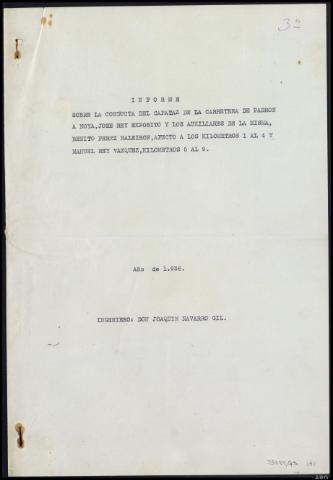 3º
I N F O R M E
SOBRE LA CONDUCTA DEL CAPATAZ DE LA CARRETERA DE PADRON
A NOYA,JOSE REY EXPOSITO Y LOS AUXILIARES DE LA MISMA,
BENITO PEREZ BALEIRON,AFECTO A LOS KILOMETROS 1 AL 4 Y
MANUEL REY VAZQUEZ,KILOMETROS 5 AL 9.
Año de 1.936.
INGENIERO: DON JOAQUIN NAVARRO GIL.